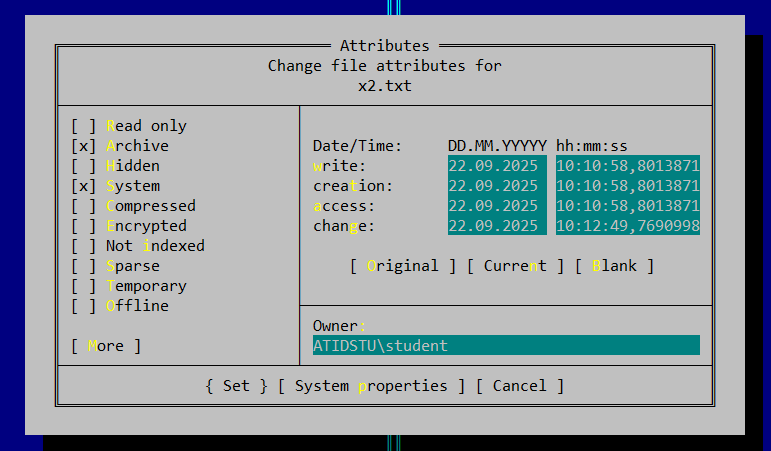 Attributes
Change file attributes for
x2.txt
[ ] Read only
[x] Archive
[ ] Hidden
[x] System
[ ] Compressed
[ ] Encrypted
[ ] Not indexed
[ ] Sparse
[ ] Temporary
[ ] Offline
[ More ]
Date/Time: DD.MM.YYYYY hh:mm:ss
write: 22.09.2025 10:10:58,8013871
creation: 22.09.2025 10:10:58,8013871
access: 22.09.2025 10:10:58,8013871
change: 22.09.2025 10:12:49,7690998
[ Original ] [ Current ] [ Blank ]
Owner:
ATIDSTU\student
{ Set } [ System properties ] [ Cancel ]